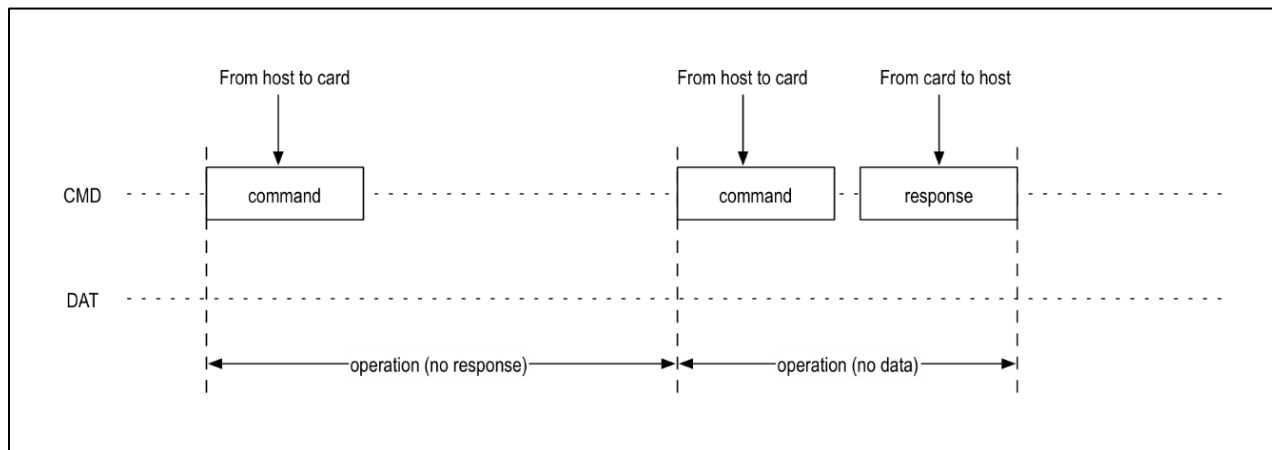 From host to card
From host to card
From card to host
CMD
command
command
response
DAT
operation (no response)
operation (no data)